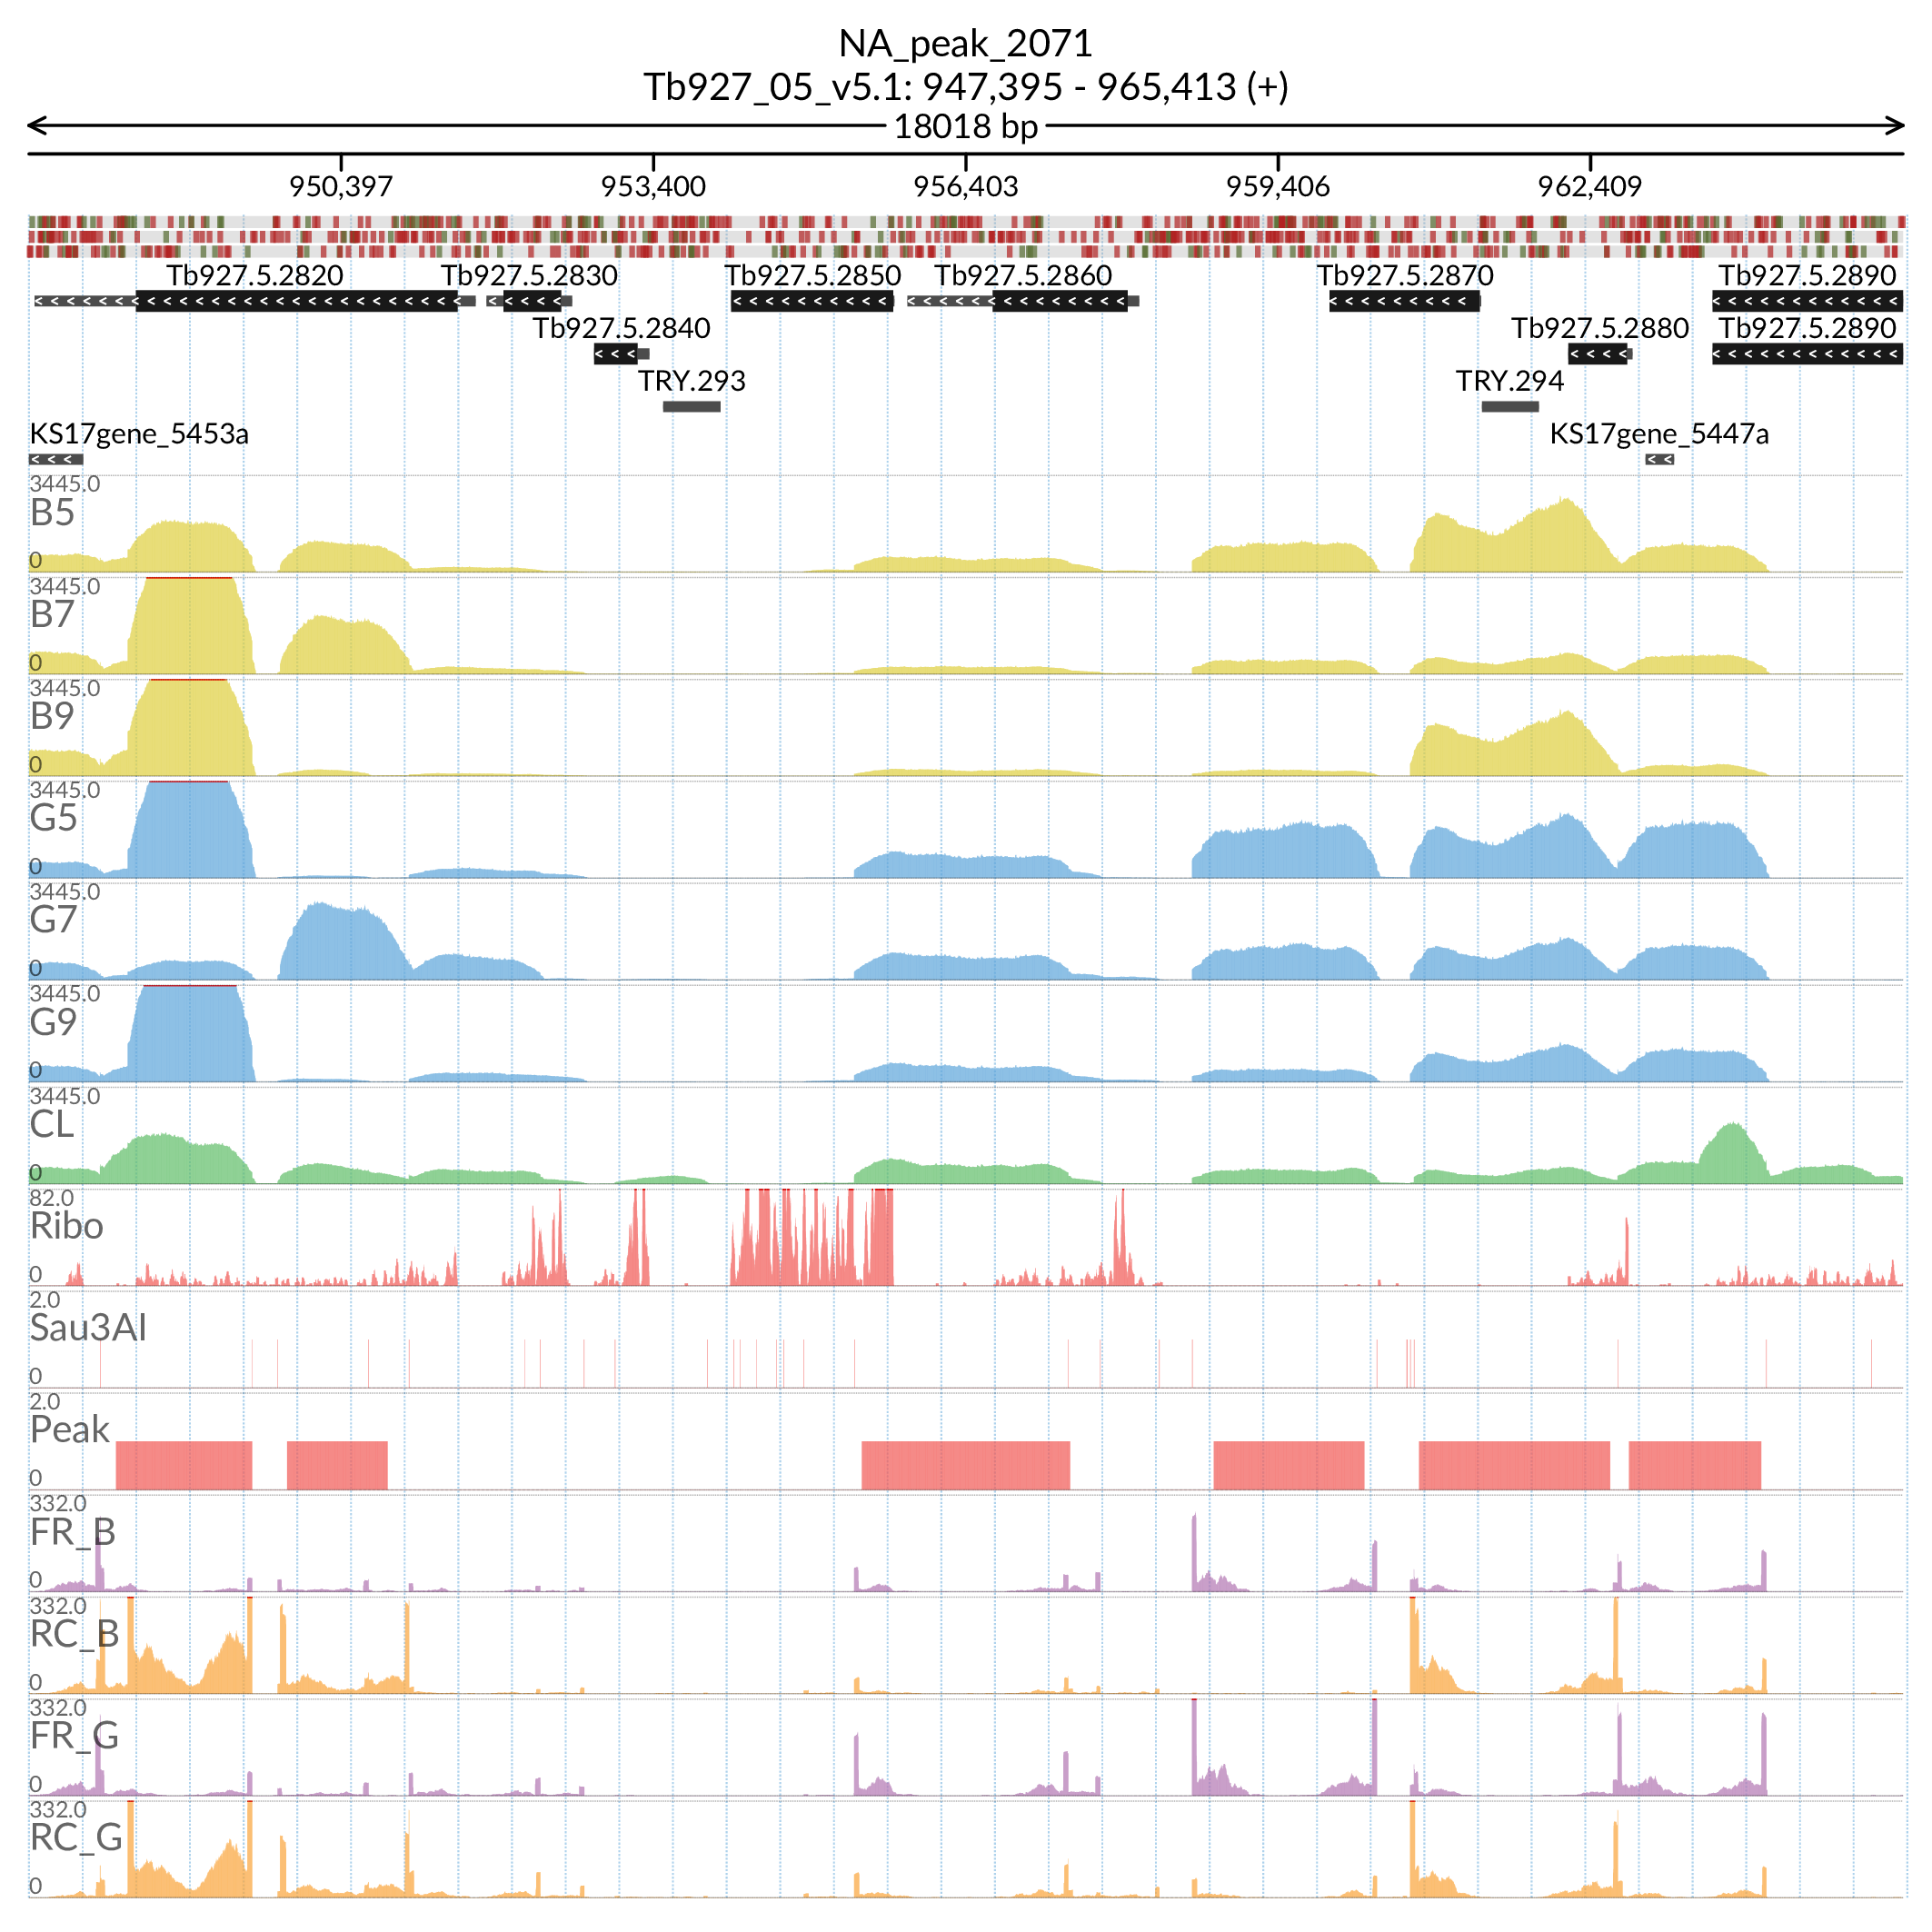 NA_peak_2071
Tb927_05_v5.1: 947,395 - 965,413 (+)
18018 bp
950,397 953,400 956,403 959,406 962,409
Tb927.5.2820 Tb927.5.2830 Tb927.5.2850 Tb927.5.2860 Tb927.5.2870 Tb927.5.2890
Tb927.5.2840 Tb927.5.2880 Tb927.5.2890
TRY.293 TRY.294
KS17gene_5453a KS17gene_5447a
3445.0
B5
0
3445.0
B7
0
3445.0
B9
0
3445.0
G5
0
3445.0
G7
0
3445.0
G9
0
3445.0
CL
0
82.0
Ribo
0
2.0
Sau3AI
0
2.0
Peak
0
332.0
FR_B
0
332.0
RC_B
0
332.0
FR_G
0
332.0
RC_G
0